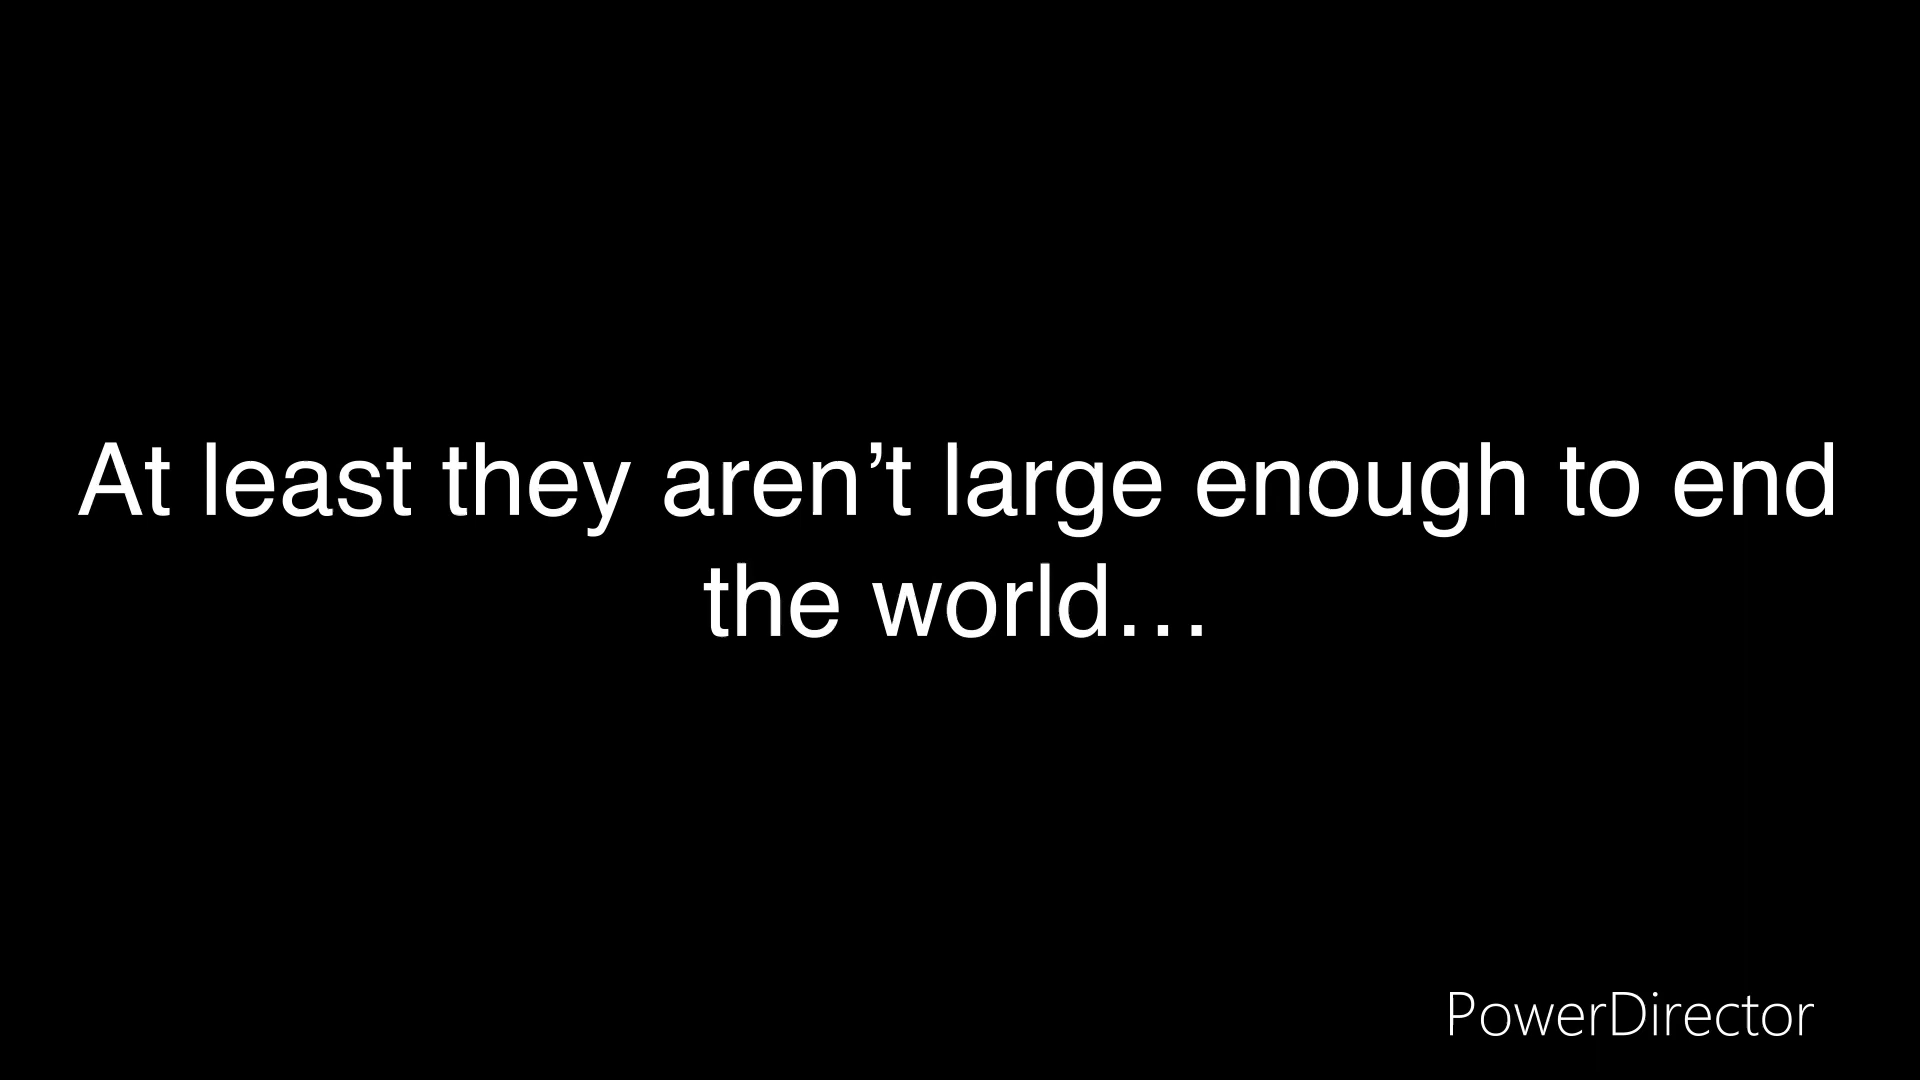 At least they aren’t large enough to end
the world…
PowerDirector